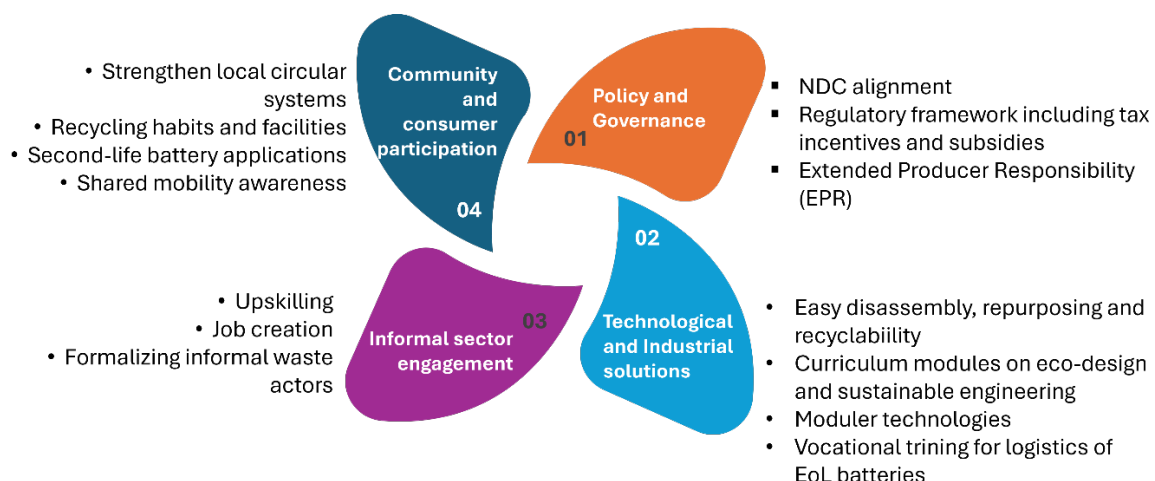 Policy and
Governance
01
▪ NDC alignment
▪ Regulatory framework including tax
incentives and subsidies
▪ Extended Producer Responsibility
(EPR)
02
Technological
and Industrial
solutions
• Easy disassembly, repurposing and
recyclabiility
• Curriculum modules on eco-design
and sustainable engineering
• Moduler technologies
• Vocational trining for logistics of
EoL batteries
03
Informal sector
engagement
• Upskilling
• Job creation
• Formalizing informal waste
actors
Community
and
consumer
participation
04
• Strengthen local circular
systems
• Recycling habits and facilities
• Second-life battery applications
• Shared mobility awareness